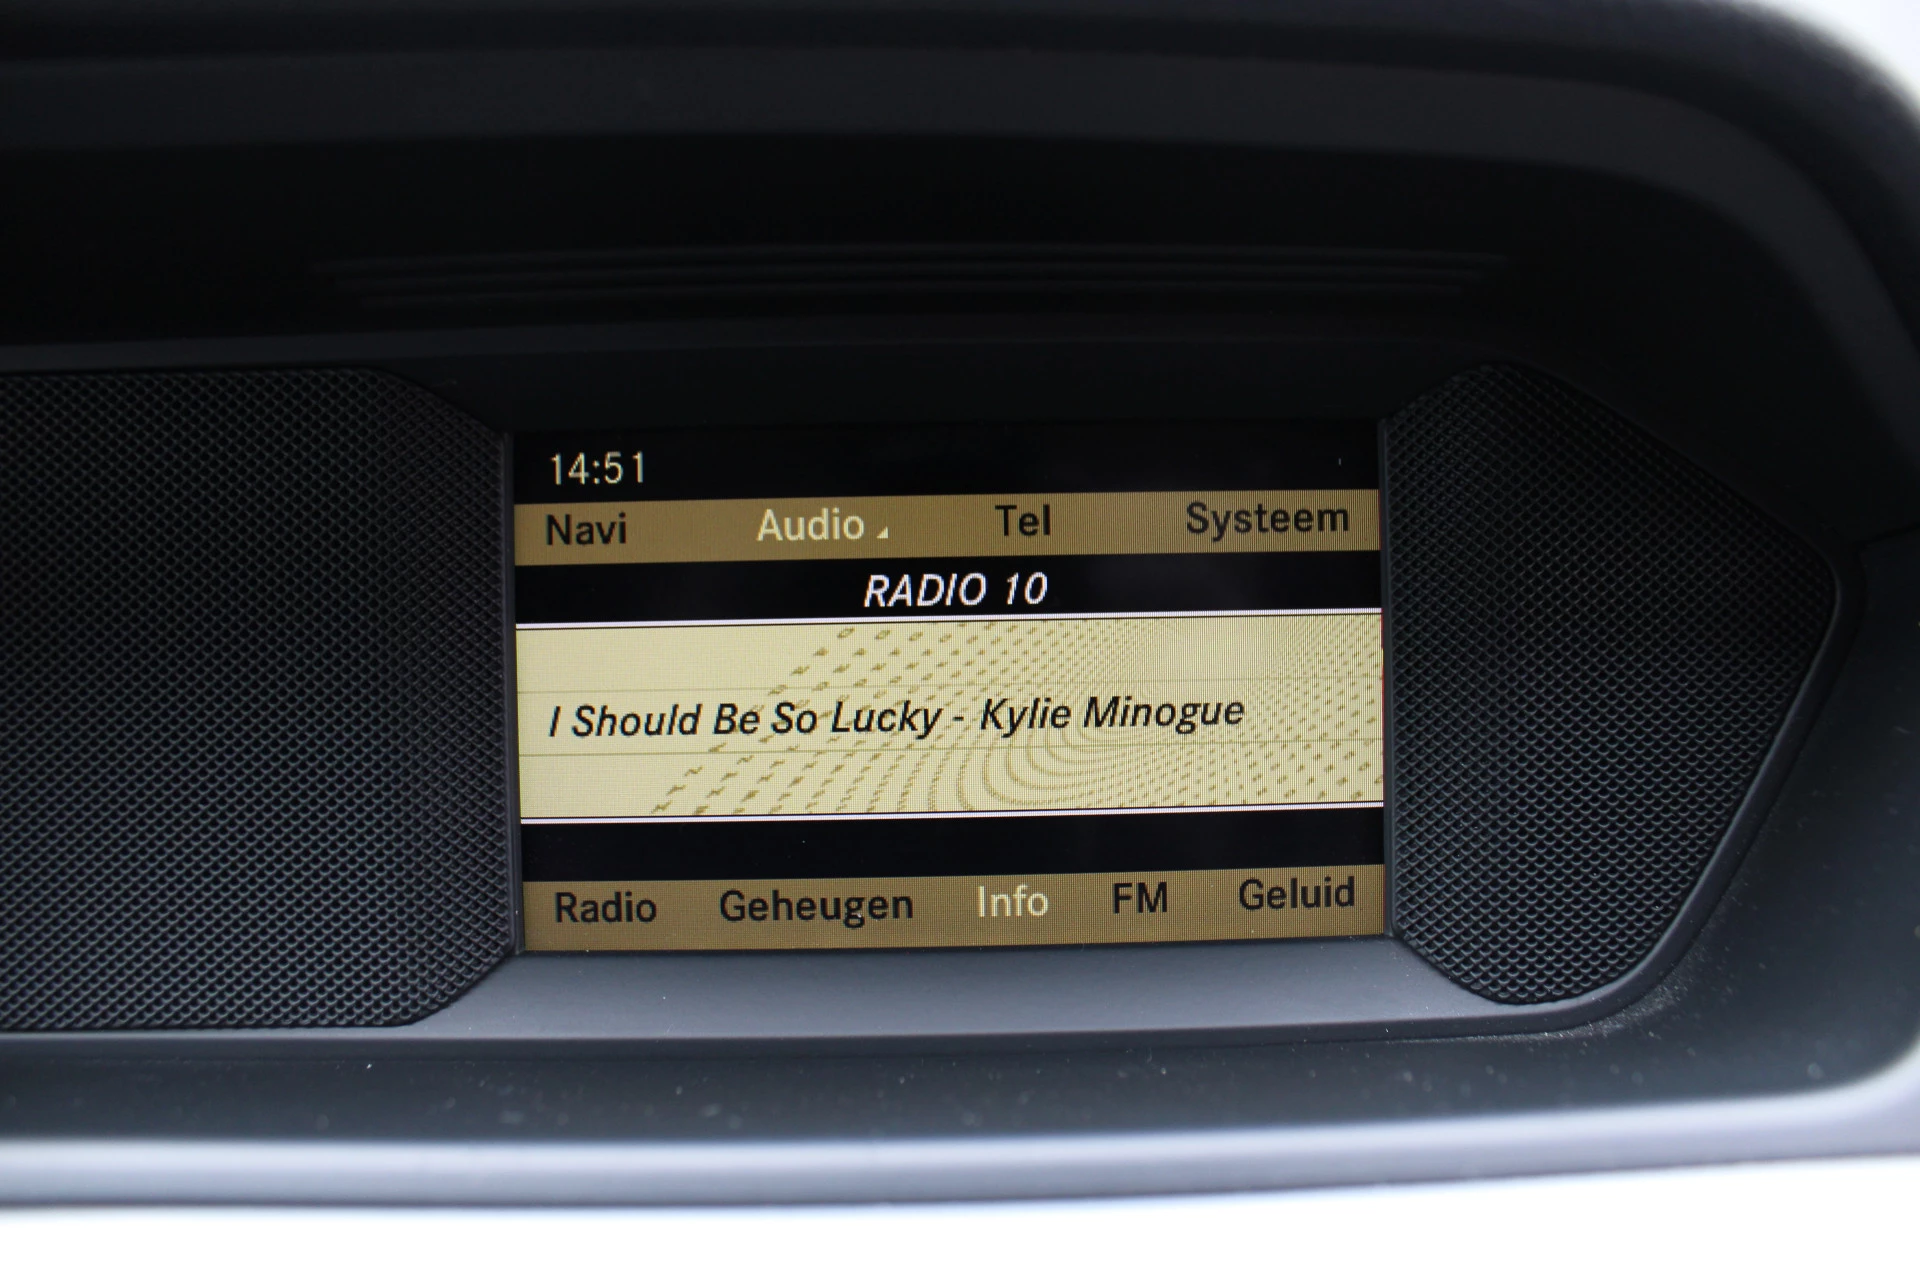 14:51
Navi Audio Tel Systeem
RADIO 10
I Should Be So Lucky - Kylie Minogue
Radio Geheugen Info FM Geluid